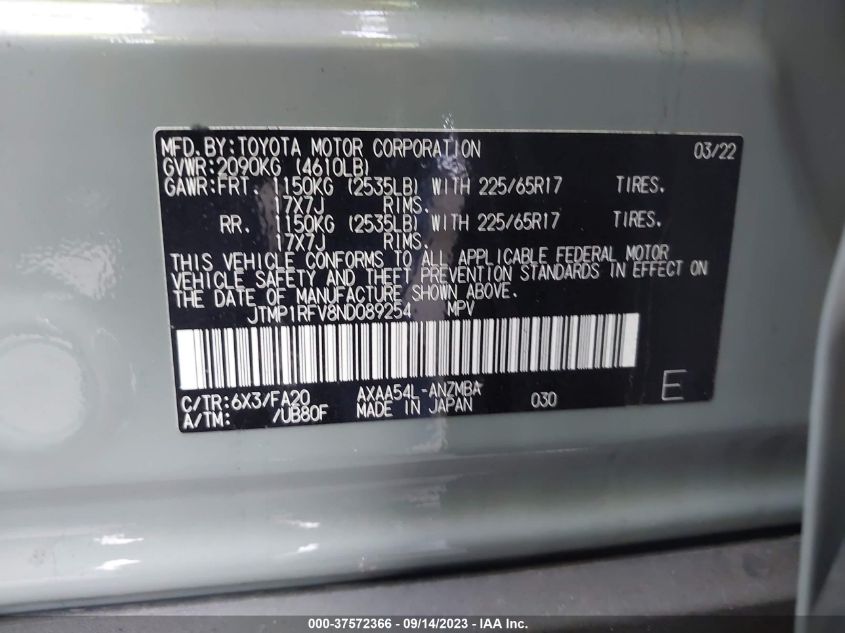 MFD.BY:TOYOTA MOTOR CORPORATION 03/22
GVWR:2090KG (4610LB)
GAWR:FRT. 1150KG (2535LB) WITH 225/65R17 TIRES.
17X7J RIMS.
RR. 1150KG (2535LB) WITH 225/65R17 TIRES.
17X7J RIMS.
THIS VEHICLE CONFORMS TO ALL APPLICABLE FEDERAL MOTOR
VEHICLE SAFETY AND THEFT PREVENTION STANDARDS IN EFFECT ON
THE DATE OF MANUFACTURE SHOWN ABOVE.
JTMP1RFV8ND089254 MPV
C/TR:6X3/FA20 AXAA54L-ANZMBA 030 E
A/TM: /UB80F MADE IN JAPAN
000-37572366 - 09/14/2023 - IAA Inc.